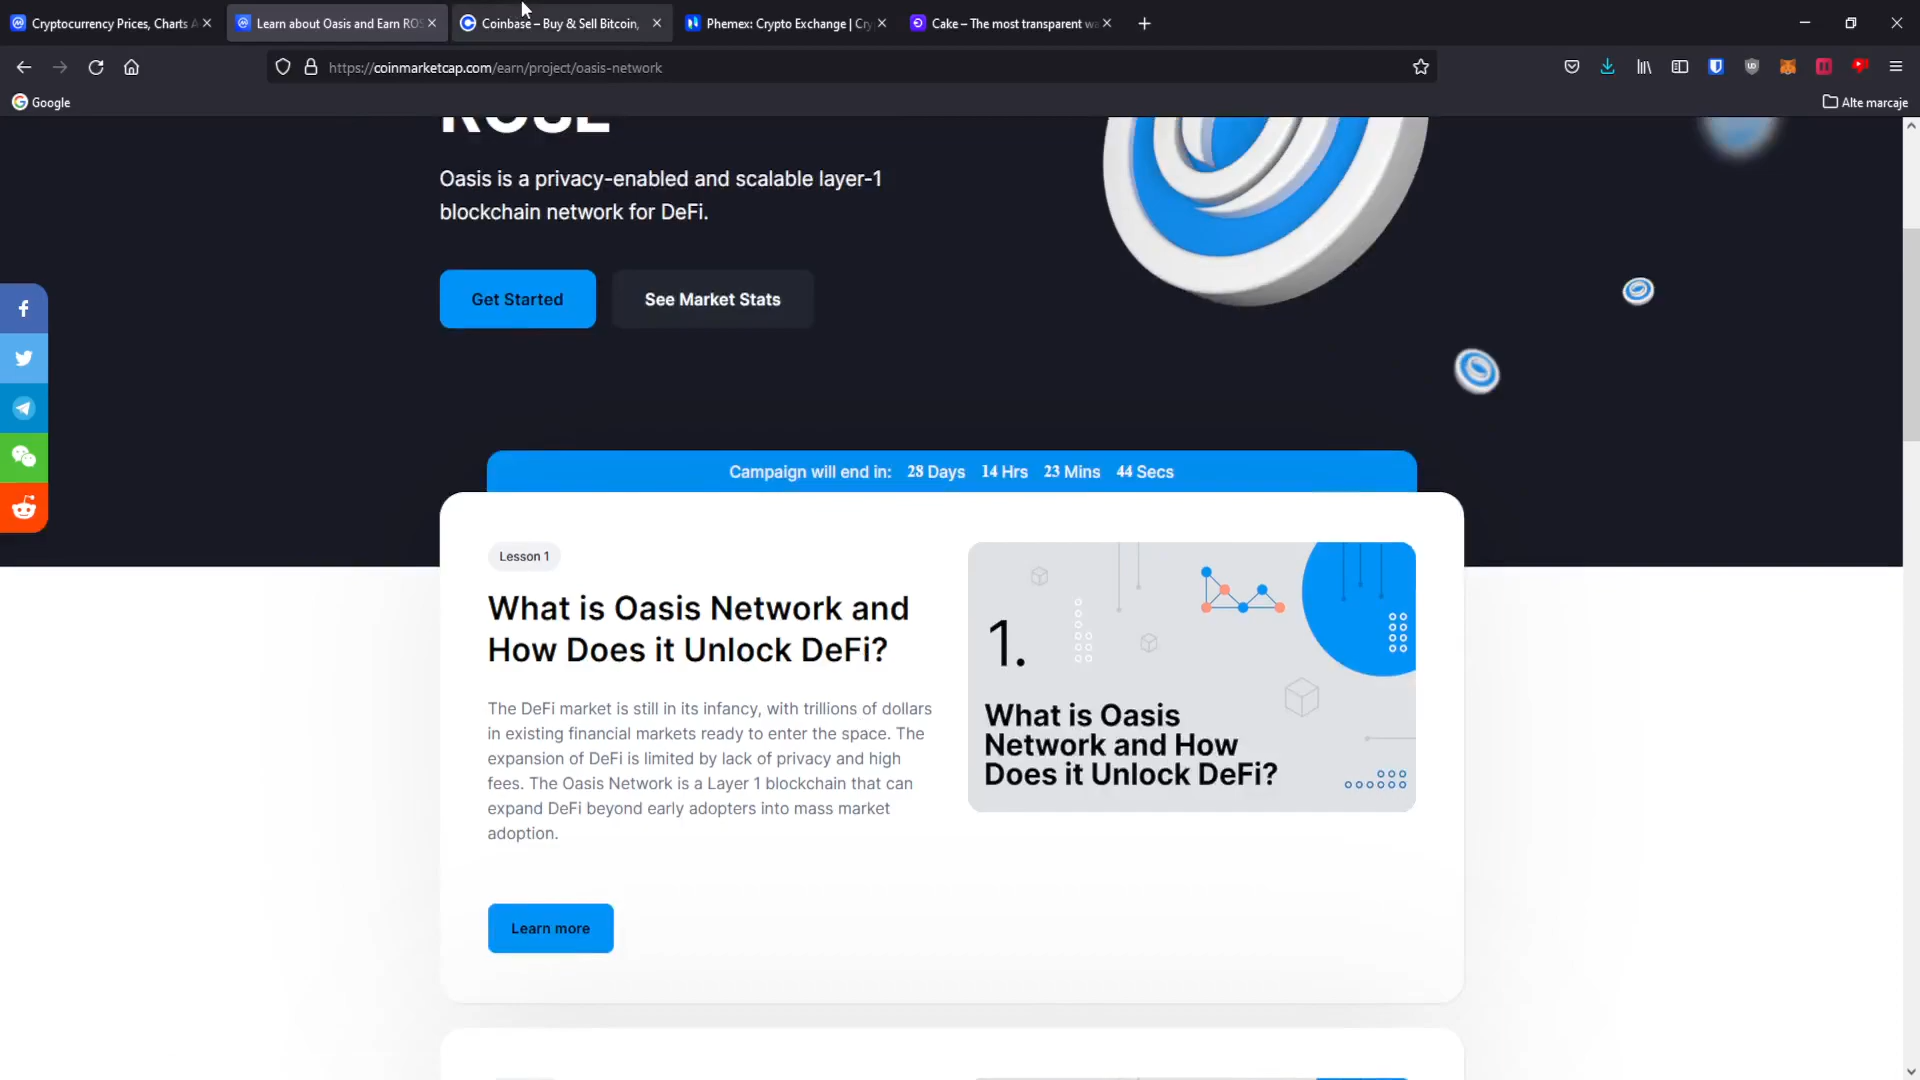 Cryptocurrency Prices, Charts A
Learn about Oasis and Earn ROS
Coinbase – Buy & Sell Bitcoin,
Phemex: Crypto Exchange | Cry
Cake – The most transparent wa
https://coinmarketcap.com/earn/project/oasis-network
Google
Alte marcaje
ROSE
Oasis is a privacy-enabled and scalable layer-1
blockchain network for DeFi.
Get Started
See Market Stats
Campaign will end in: 28 Days 14 Hrs 23 Mins 44 Secs
Lesson 1
What is Oasis Network and
How Does it Unlock DeFi?
The DeFi market is still in its infancy, with trillions of dollars
in existing financial markets ready to enter the space. The
expansion of DeFi is limited by lack of privacy and high
fees. The Oasis Network is a Layer 1 blockchain that can
expand DeFi beyond early adopters into mass market
adoption.
Learn more
1.
What is Oasis
Network and How
Does it Unlock DeFi?